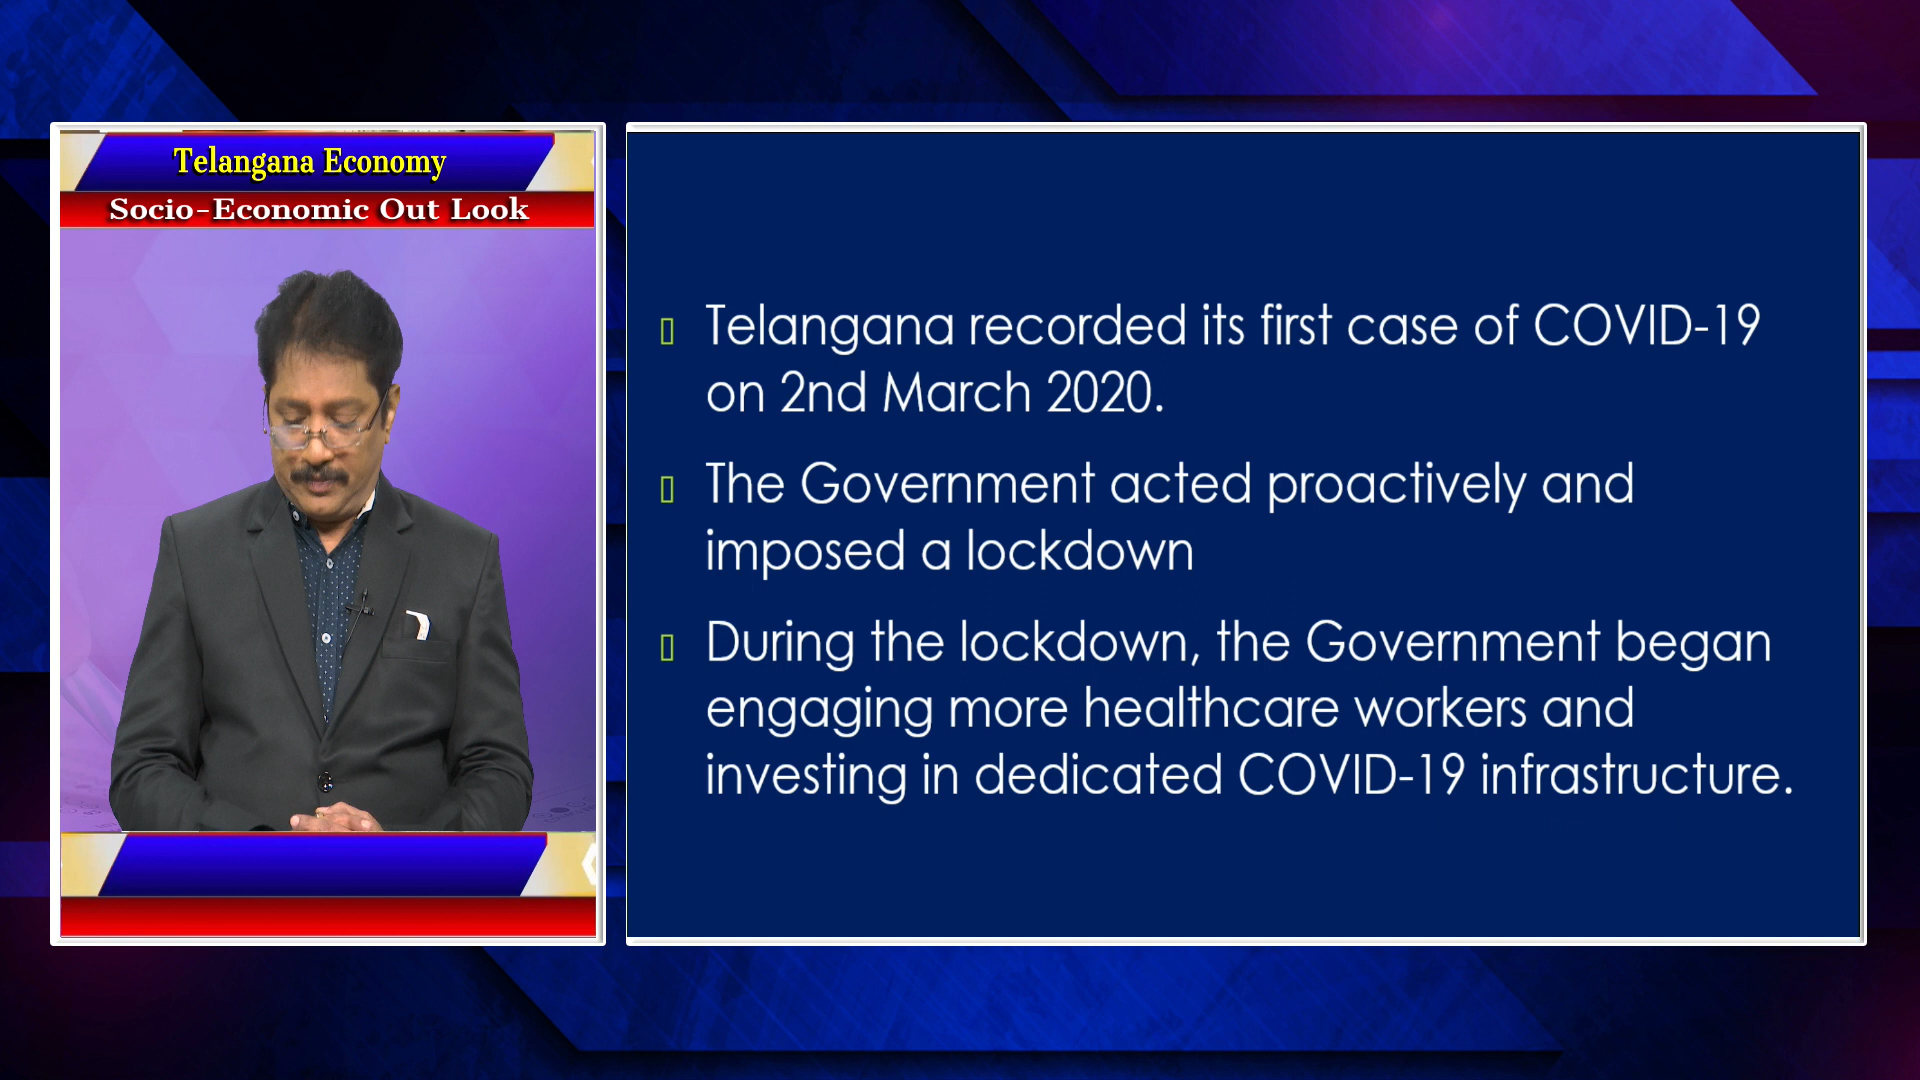 Telangana Economy
Socio-Economic Out Look
Telangana recorded its first case of COVID-19
on 2nd March 2020.
The Government acted proactively and
imposed a lockdown
During the lockdown, the Government began
engaging more healthcare workers and
investing in dedicated COVID-19 infrastructure.